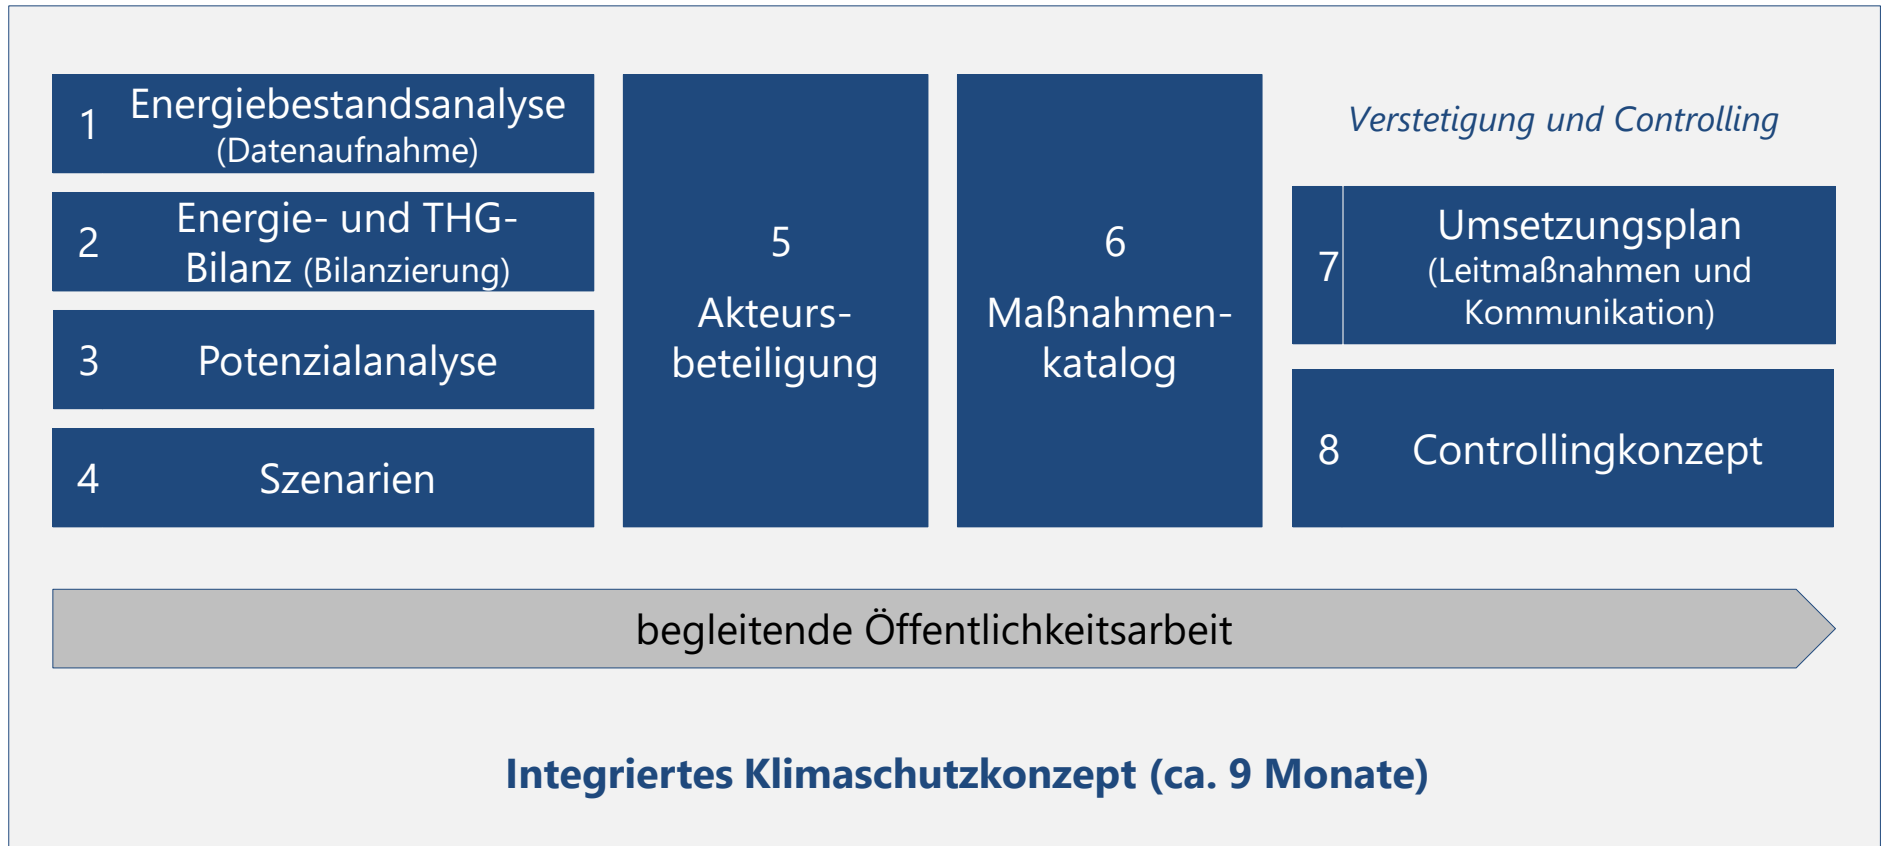 1 Energiebestandsanalyse
(Datenaufnahme)
2 Energie- und THG-
Bilanz (Bilanzierung)
3 Potenzialanalyse
4 Szenarien
5
Akteurs-
beteiligung
6
Maßnahmen-
katalog
Verstetigung und Controlling
7 Umsetzungsplan
(Leitmaßnahmen und
Kommunikation)
8 Controllingkonzept
begleitende Öffentlichkeitsarbeit
Integriertes Klimaschutzkonzept (ca. 9 Monate)